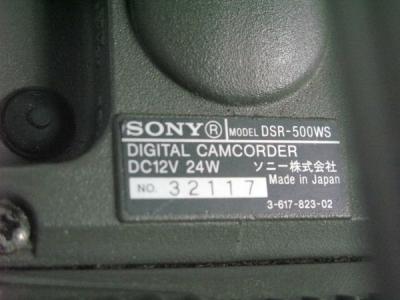 SONY® MODEL DSR-500WS
DIGITAL CAMCORDER
DC12V 24W ソニー株式会社
NO. 32117 Made in Japan
3-617-823-02